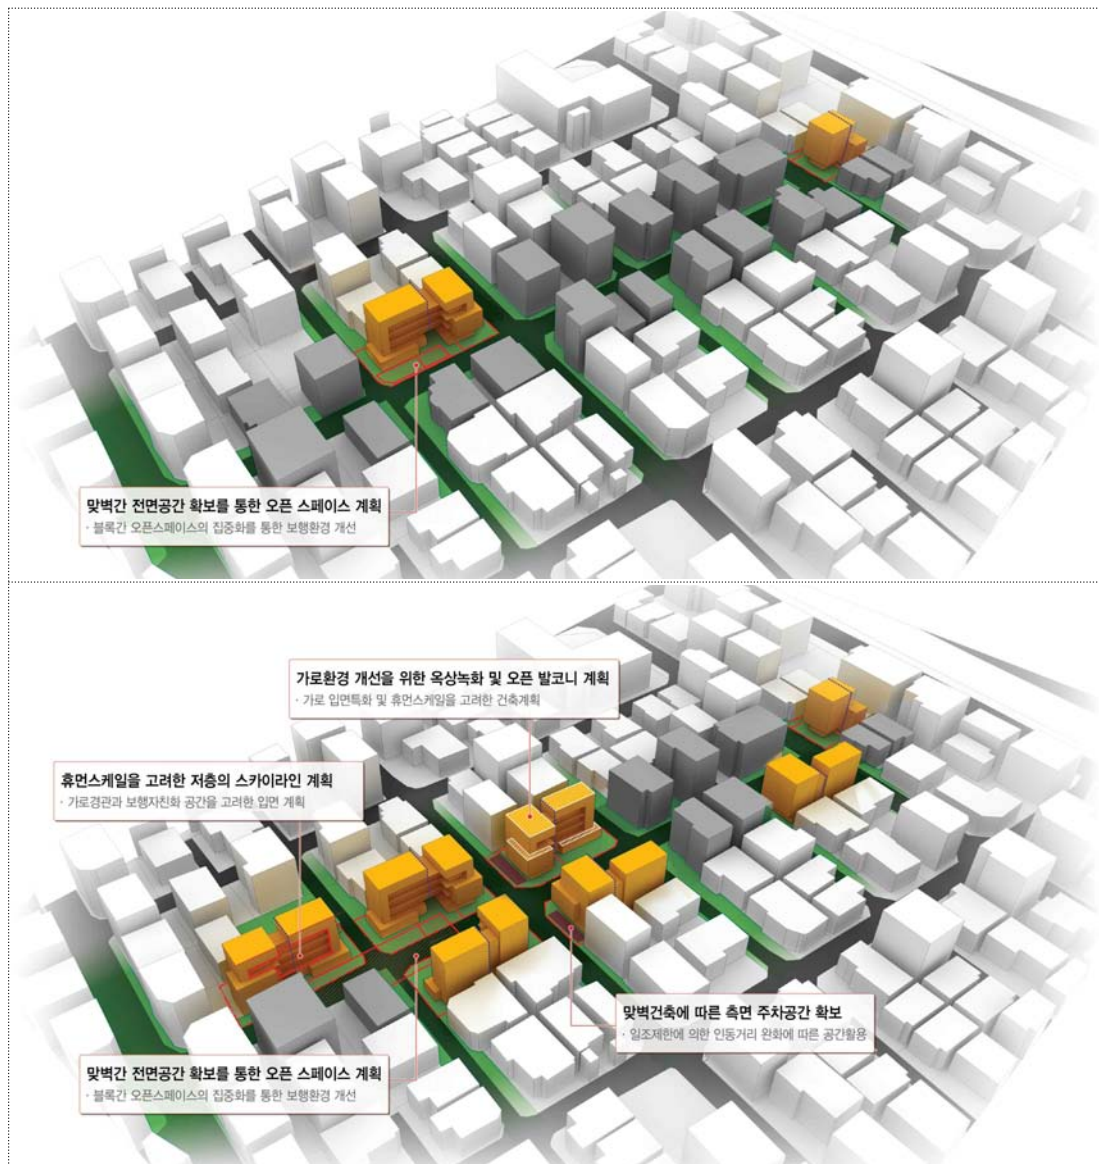 맞벽간 전면공간 확보를 통한 오픈 스페이스 계획
· 블록간 오픈스페이스의 집중화를 통한 보행환경 개선
가로환경 개선을 위한 옥상녹화 및 오픈 발코니 계획
· 가로 입면특화 및 휴먼스케일을 고려한 건축계획
휴먼스케일을 고려한 저층의 스카이라인 계획
· 가로경관과 보행자친화 공간을 고려한 입면 계획
맞벽건축에 따른 측면 주차공간 확보
· 일조제한에 의한 인동거리 완화에 따른 공간활용
맞벽간 전면공간 확보를 통한 오픈 스페이스 계획
· 블록간 오픈스페이스의 집중화를 통한 보행환경 개선